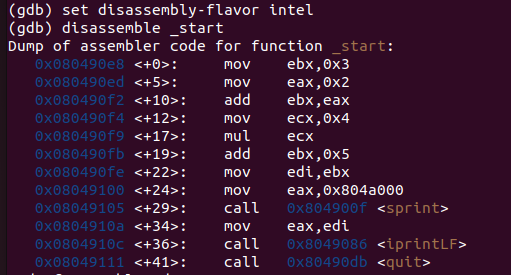 (gdb) set disassembly-flavor intel
(gdb) disassemble _start
Dump of assembler code for function _start:
   0x080490e8 <+0>:     mov    ebx,0x3
   0x080490ed <+5>:     mov    eax,0x2
   0x080490f2 <+10>:    add    ebx,eax
   0x080490f4 <+12>:    mov    ecx,0x4
   0x080490f9 <+17>:    mul    ecx
   0x080490fb <+19>:    add    ebx,0x5
   0x080490fe <+22>:    mov    edi,ebx
   0x08049100 <+24>:    mov    eax,0x804a000
   0x08049105 <+29>:    call   0x804900f <sprint>
   0x0804910a <+34>:    mov    eax,edi
   0x0804910c <+36>:    call   0x8049086 <iprintLF>
   0x08049111 <+41>:    call   0x80490db <quit>